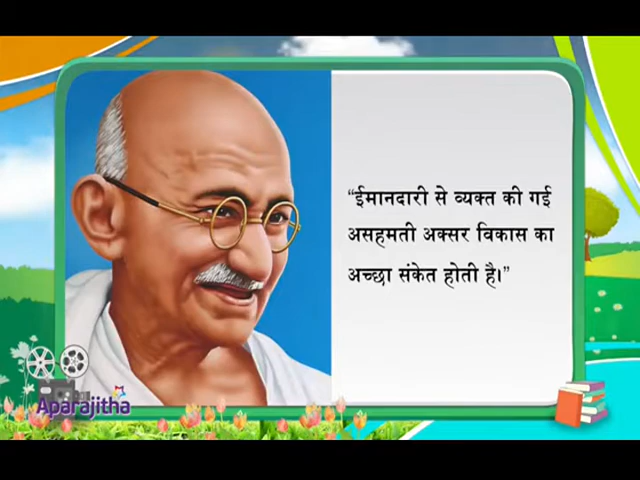 “ईमानदारी से व्यक्त की गई
असहमती अक्सर विकास का
अच्छा संकेत होती है।”
Aparajitha